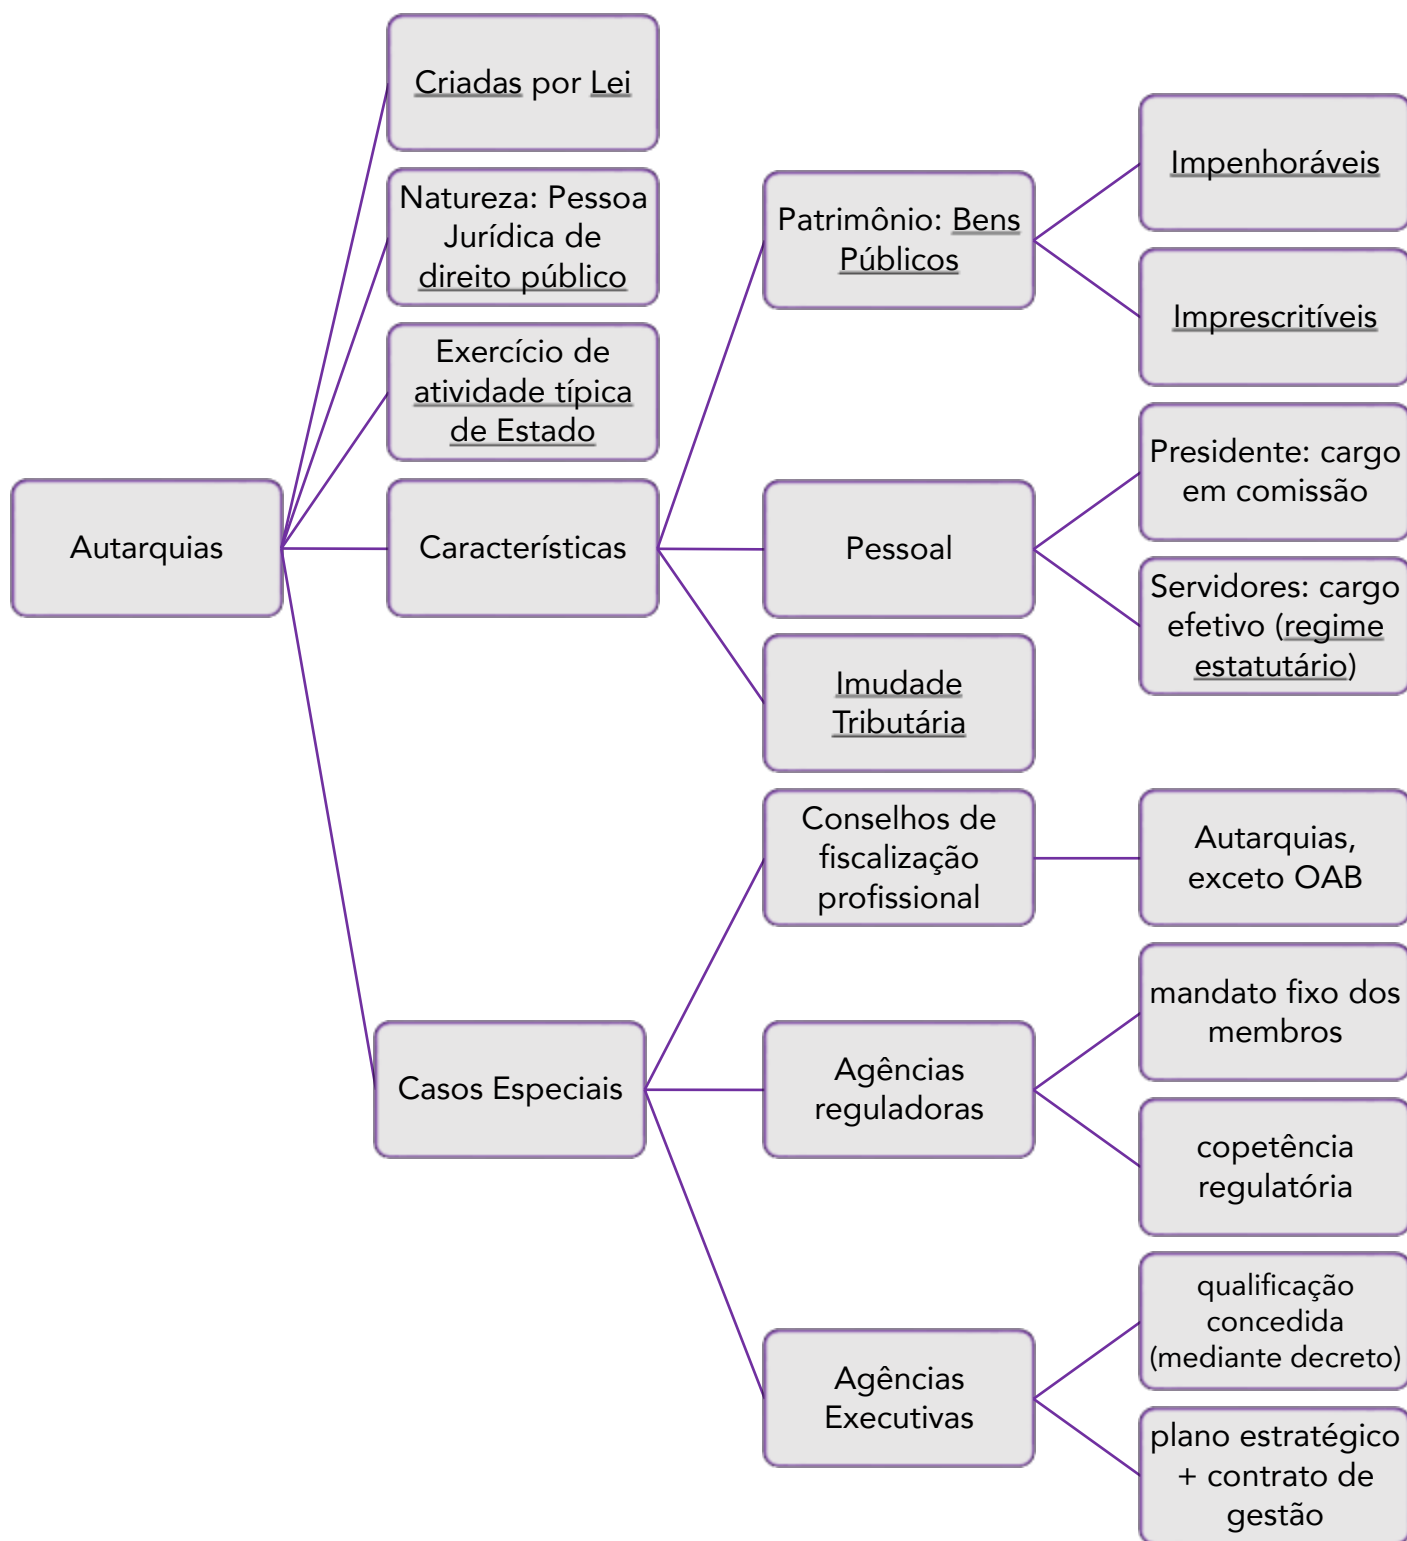 Autarquias
Criadas por Lei
Natureza: Pessoa
Jurídica de
direito público
Exercício de
atividade típica
de Estado
Características
Patrimônio: Bens
Públicos
Impenhoráveis
Imprescritíveis
Pessoal
Presidente: cargo
em comissão
Servidores: cargo
efetivo (regime
estatutário)
Imudade
Tributária
Casos Especiais
Conselhos de
fiscalização
profissional
Autarquias,
exceto OAB
Agências
reguladoras
mandato fixo dos
membros
copetência
regulatória
Agências
Executivas
qualificação
concedida
(mediante decreto)
plano estratégico
+ contrato de
gestão